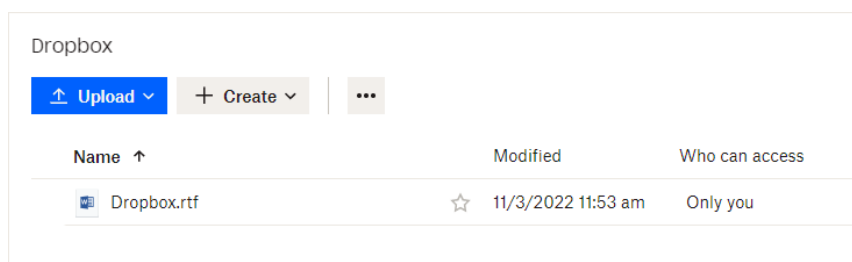 Dropbox
Upload Create •••
Name Modified Who can access
Dropbox.rtf 11/3/2022 11:53 am Only you